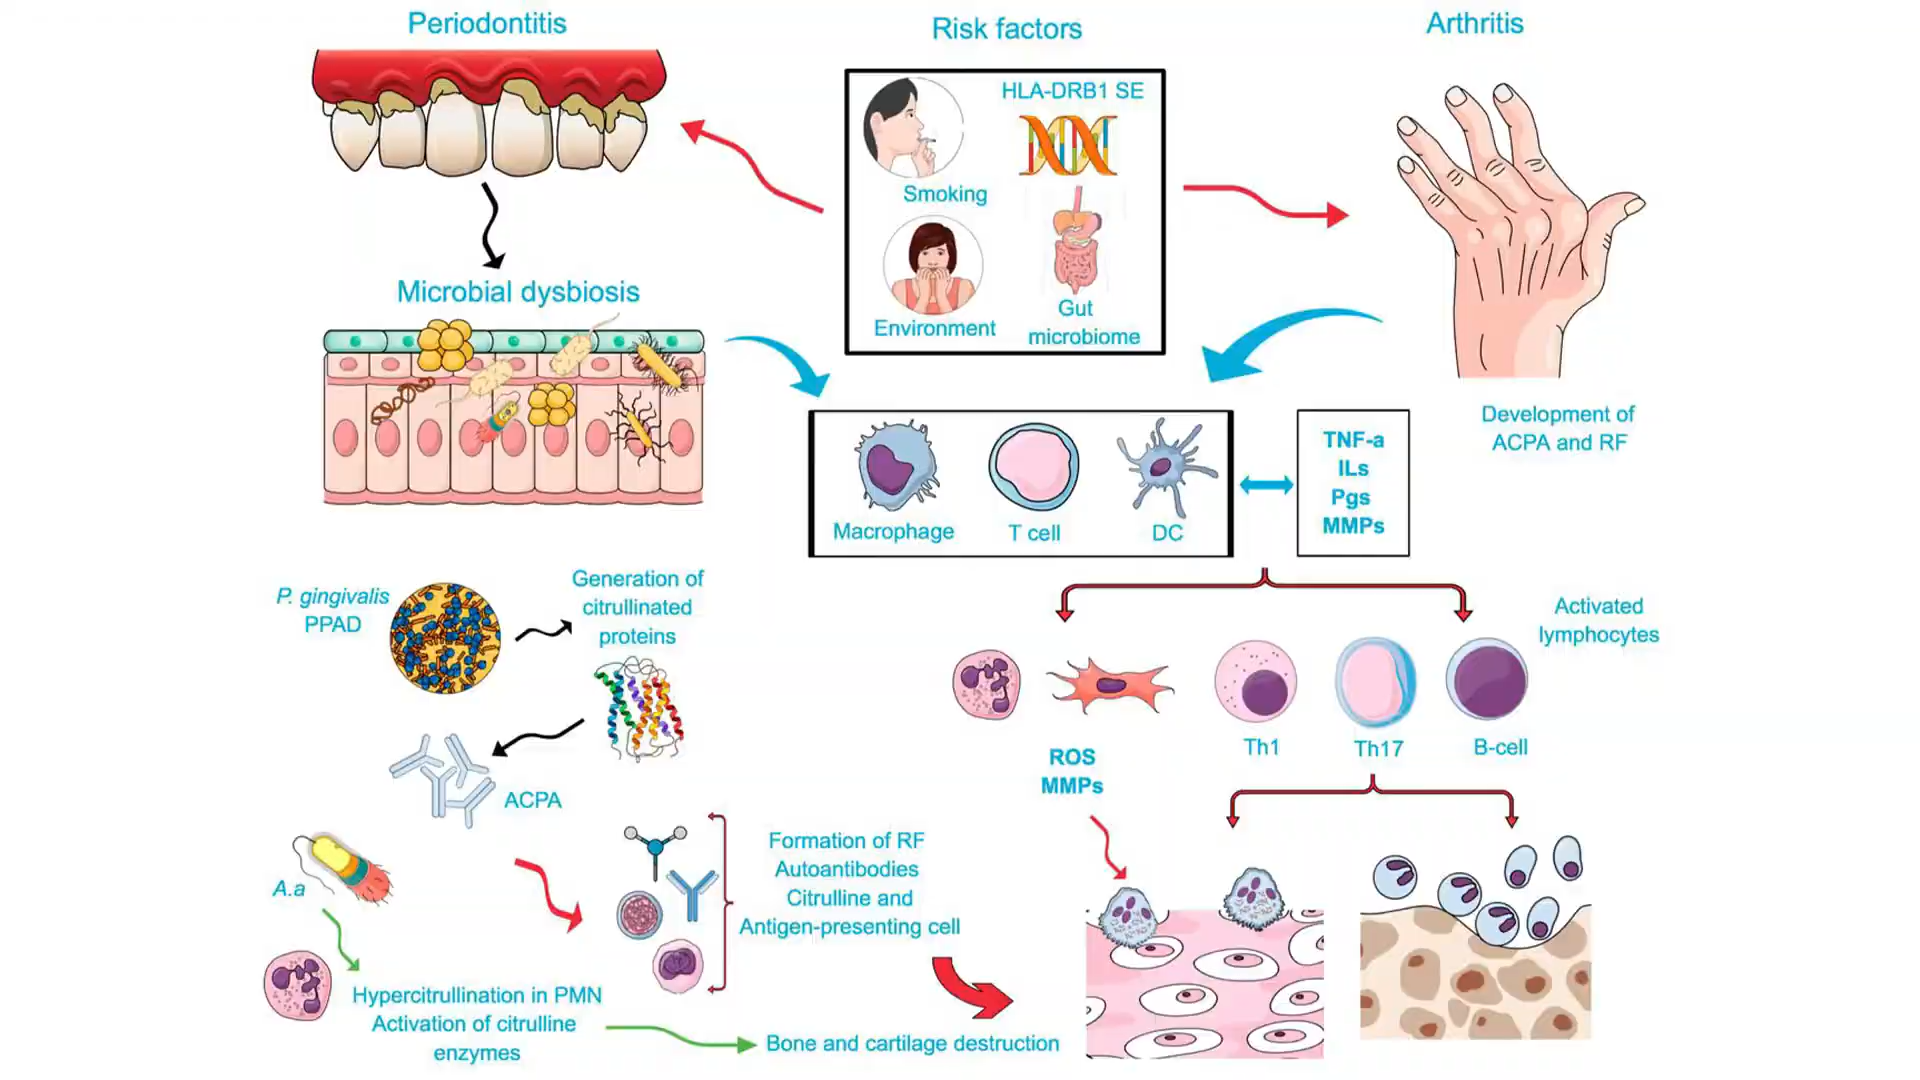 Periodontitis
Risk factors
Arthritis
HLA-DRB1 SE
Smoking
Environment
Gut
microbiome
Microbial dysbiosis
Development of
ACPA and RF
Macrophage
T cell
DC
TNF-a
ILs
Pgs
MMPs
P. gingivalis
PPAD
Generation of
citrullinated
proteins
Activated
lymphocytes
Th1
Th17
B-cell
ROS
MMPs
ACPA
A.a
Formation of RF
Autoantibodies
Citrulline and
Antigen-presenting cell
Hypercitrullination in PMN
Activation of citrulline
enzymes
Bone and cartilage destruction